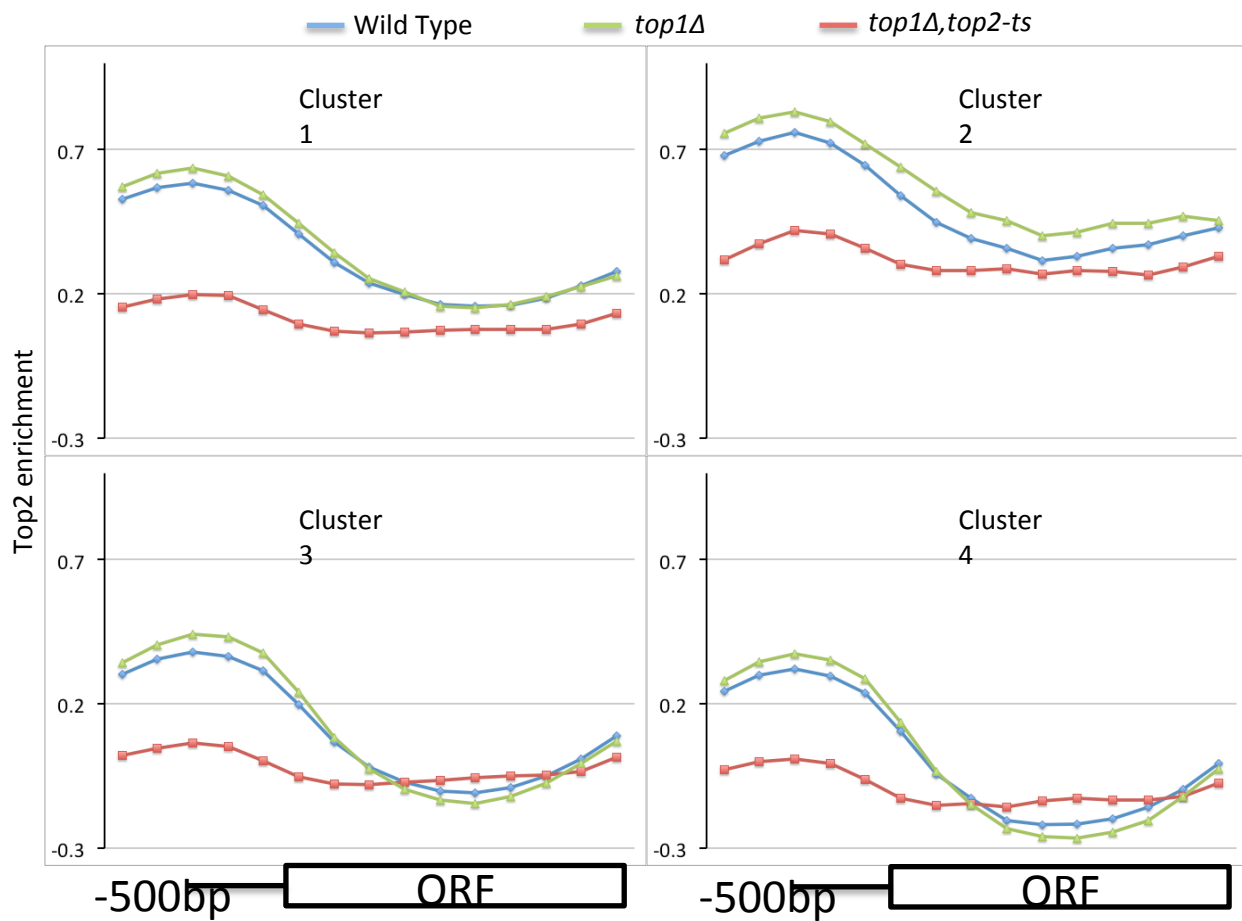 Wild Type top1Δ top1Δ,top2-ts
Top2 enrichment
Cluster
1
0.7
0.2
-0.3
Cluster
2
0.7
0.2
-0.3
Cluster
3
0.7
0.2
-0.3
Cluster
4
0.7
0.2
-0.3
-500bp ORF
-500bp ORF